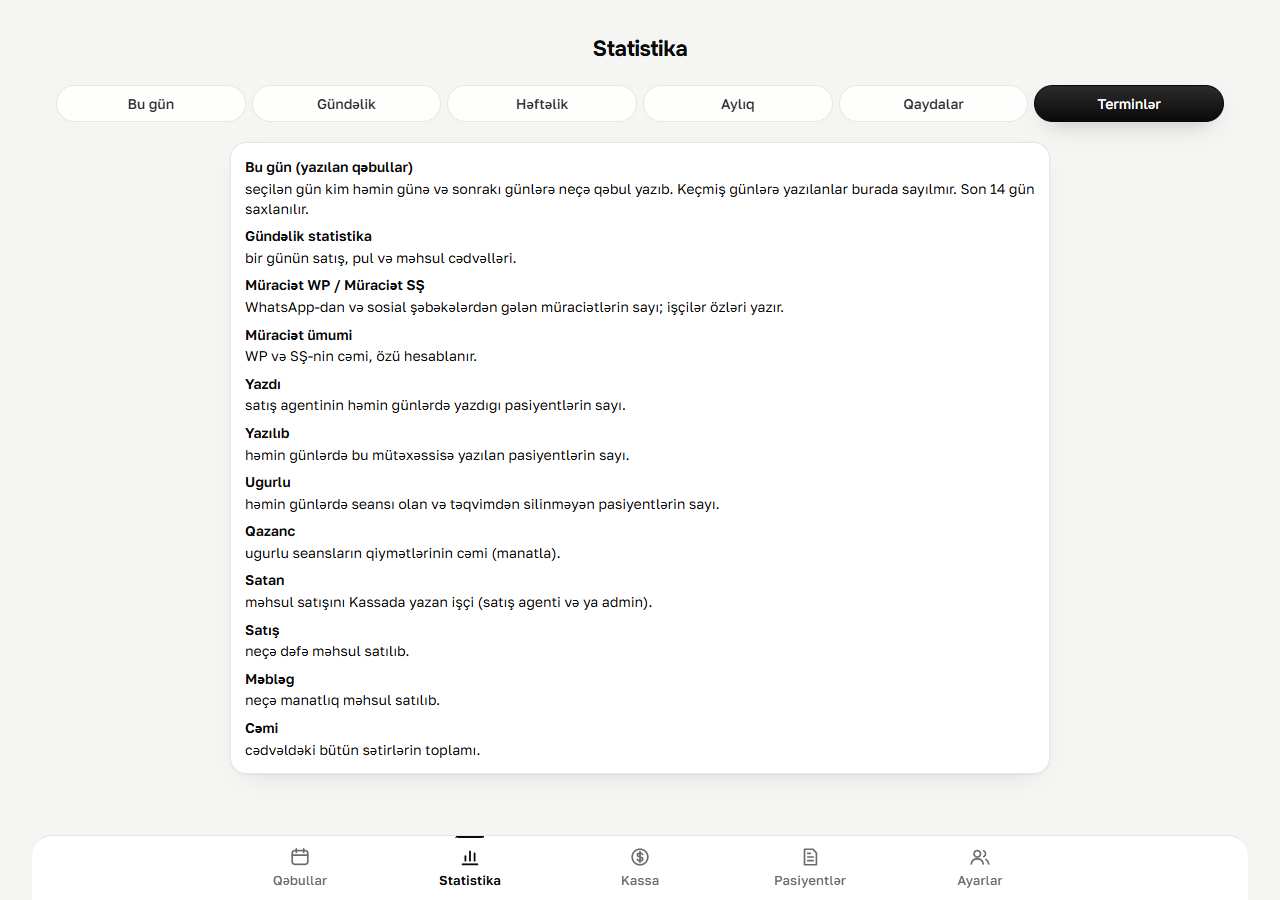 Statistika
Bu gün
Gündəlik
Həftəlik
Aylıq
Qaydalar
Terminlər
Bu gün (yazılan qəbullar)
seçilən gün kim həmin günə və sonrakı günlərə neçə qəbul yazıb. Keçmiş günlərə yazılanlar burada sayılmır. Son 14 gün
saxlanılır.
Gündəlik statistika
bir günün satış, pul və məhsul cədvəlləri.
Müraciət WP / Müraciət SŞ
WhatsApp-dan və sosial şəbəkələrdən gələn müraciətlərin sayı; işçilər özləri yazır.
Müraciət ümumi
WP və SŞ-nin cəmi, özü hesablanır.
Yazdı
satış agentinin həmin günlərdə yazdıgı pasiyentlərin sayı.
Yazılıb
həmin günlərdə bu mütəxəssisə yazılan pasiyentlərin sayı.
Ugurlu
həmin günlərdə seansı olan və təqvimdən silinməyən pasiyentlərin sayı.
Qazanc
ugurlu seansların qiymətlərinin cəmi (manatla).
Satan
məhsul satışını Kassada yazan işçi (satış agenti və ya admin).
Satış
neçə dəfə məhsul satılıb.
Məbləg
neçə manatlıq məhsul satılıb.
Cəmi
cədvəldəki bütün sətirlərin toplamı.
Qəbullar
Statistika
Kassa
Pasiyentlər
Ayarlar